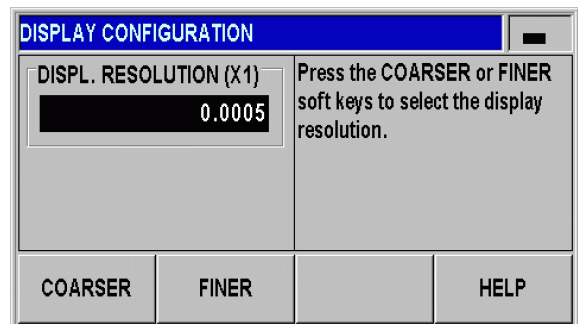 DISPLAY CONFIGURATION
DISPL. RESOLUTION (X1)
0.0005
Press the COARSER or FINER
soft keys to select the display
resolution.
COARSER
FINER
HELP